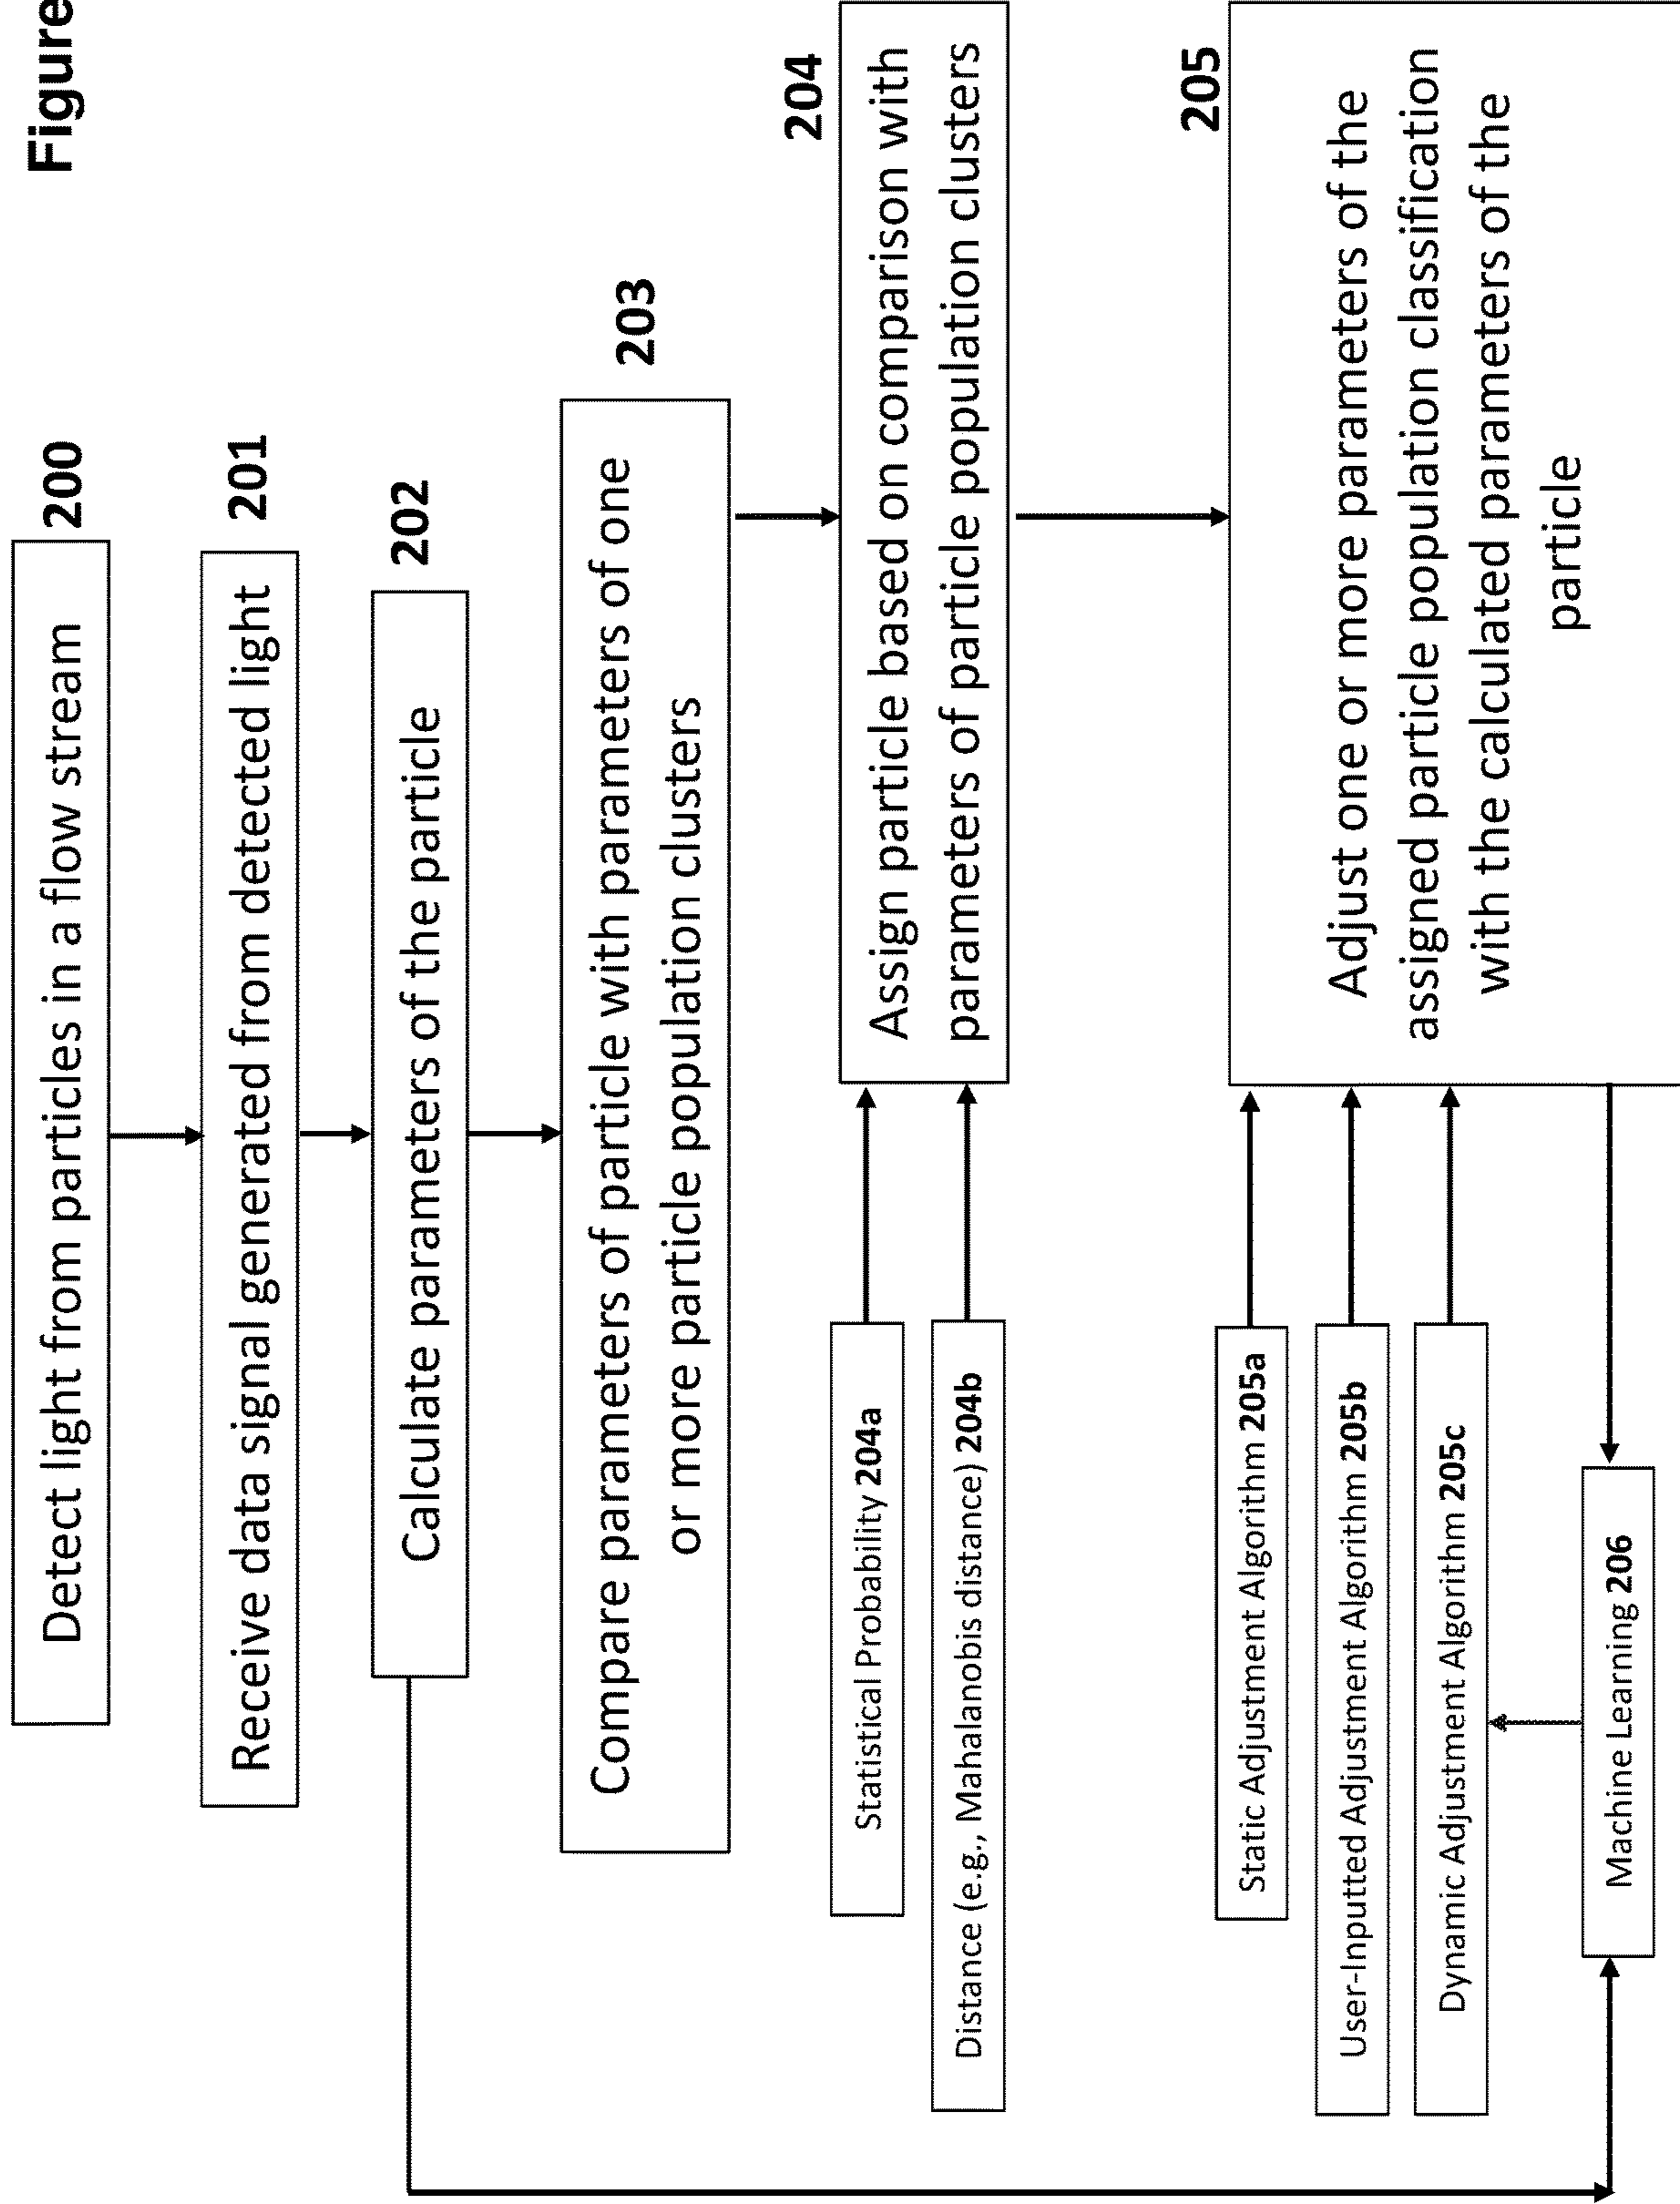 Figure
Detect light from particles in a flow stream
200
Receive data signal generated from detected light
201
Calculate parameters of the particle
202
Compare parameters of particle with parameters of one
or more particle population clusters
203
204
Assign particle based on comparison with
parameters of particle population clusters
Statistical Probability 204a
Distance (e.g., Mahalanobis distance) 204b
205
Adjust one or more parameters of the
assigned particle population classification
with the calculated parameters of the
particle
Static Adjustment Algorithm 205a
User-Inputted Adjustment Algorithm 205b
Dynamic Adjustment Algorithm 205c
Machine Learning 206